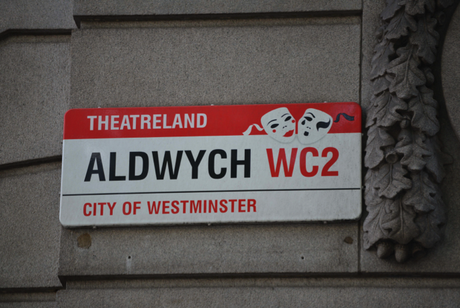 THEATRELAND
ALDWYCH WC2
CITY OF WESTMINSTER